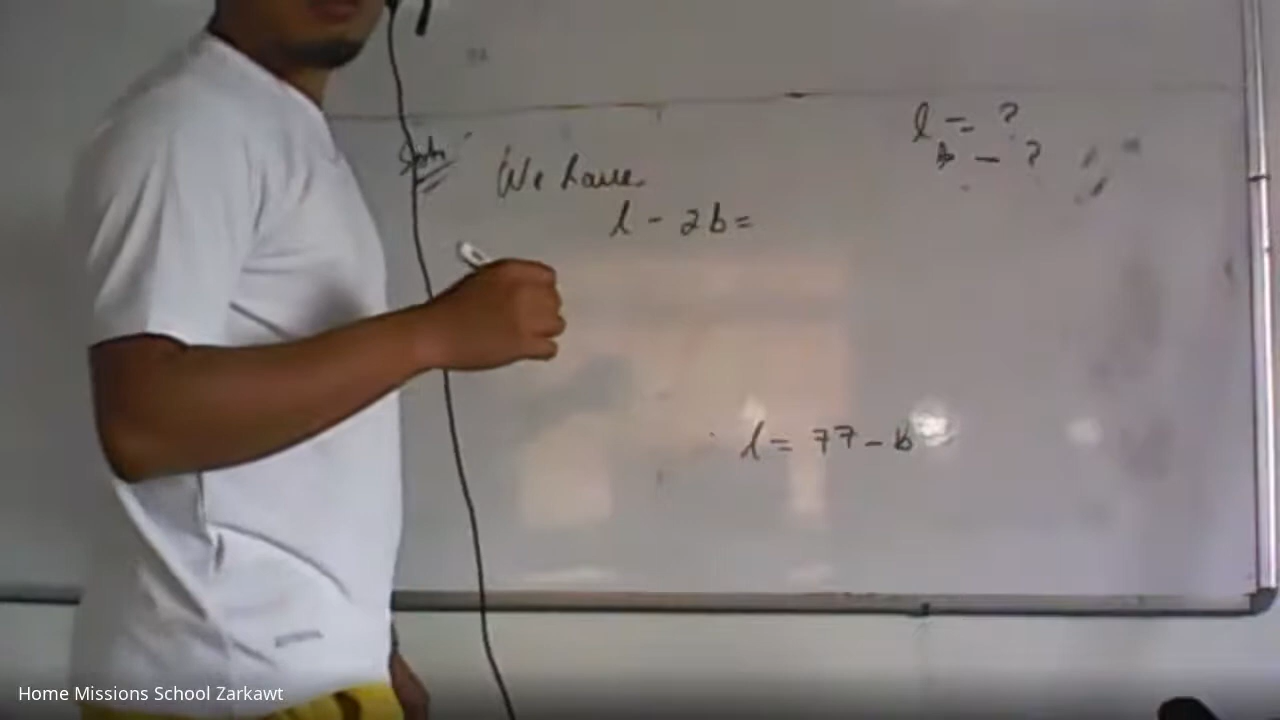 l = ?
b - ?
Soln
We have
l - 2b =
l = 77 - b
Home Missions School Zarkawt